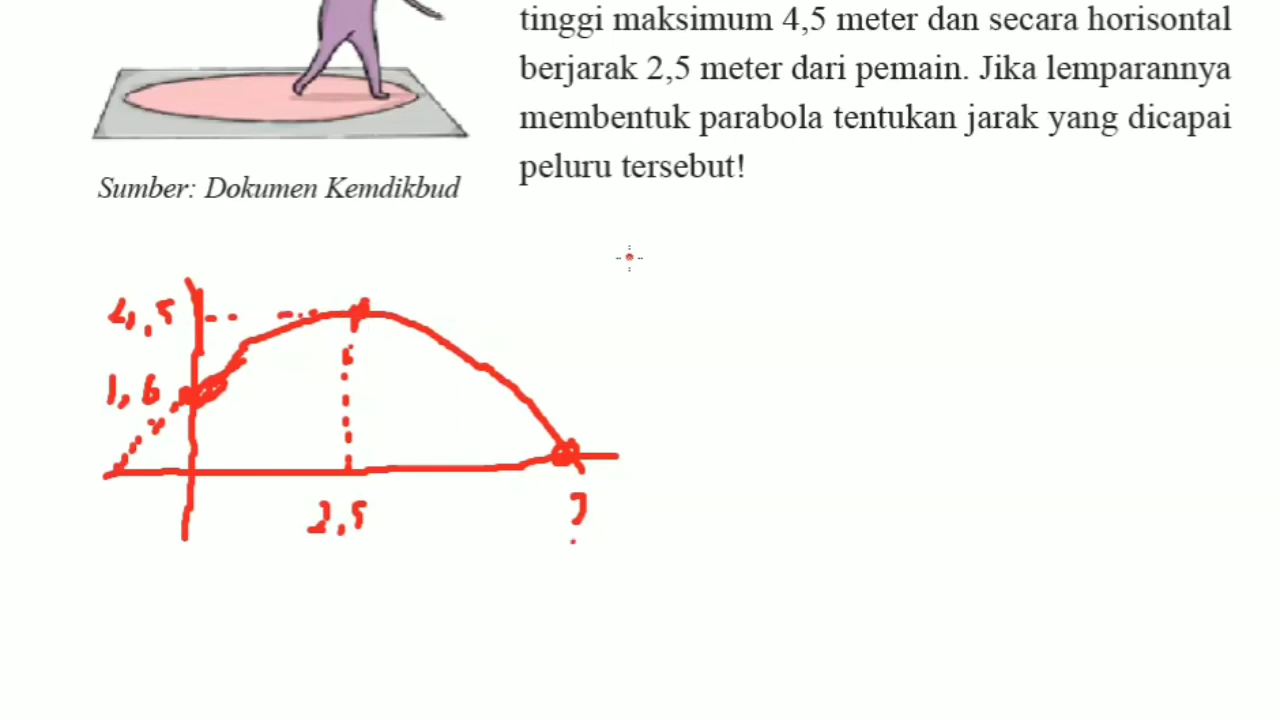 tinggi maksimum 4,5 meter dan secara horisontal
berjarak 2,5 meter dari pemain. Jika lemparannya
membentuk parabola tentukan jarak yang dicapai
peluru tersebut!
Sumber: Dokumen Kemdikbud
4,5
1,6
2,5
?